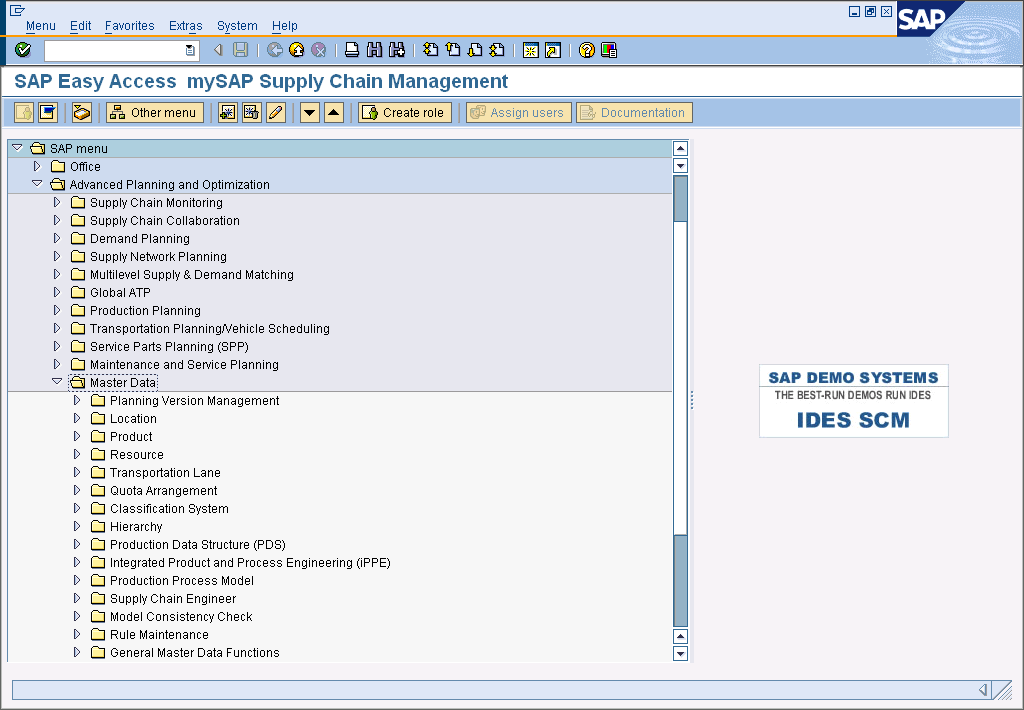 Menu Edit Favorites Extras System Help
SAP
SAP Easy Access mySAP Supply Chain Management
Other menu Create role Assign users Documentation
SAP menu
Office
Advanced Planning and Optimization
Supply Chain Monitoring
Supply Chain Collaboration
Demand Planning
Supply Network Planning
Multilevel Supply & Demand Matching
Global ATP
Production Planning
Transportation Planning/Vehicle Scheduling
Service Parts Planning (SPP)
Maintenance and Service Planning
Master Data
Planning Version Management
Location
Product
Resource
Transportation Lane
Quota Arrangement
Classification System
Hierarchy
Production Data Structure (PDS)
Integrated Product and Process Engineering (iPPE)
Production Process Model
Supply Chain Engineer
Model Consistency Check
Rule Maintenance
General Master Data Functions
SAP DEMO SYSTEMS
THE BEST-RUN DEMOS RUN IDES
IDES SCM